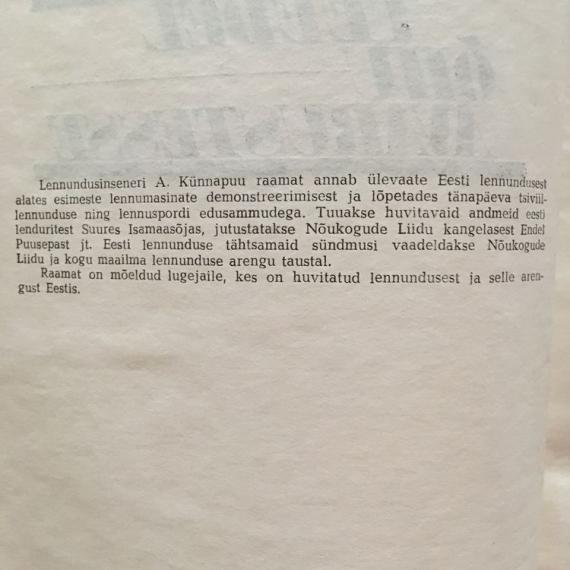 Lennundusinseneri A. Künnapuu raamat annab ülevaate Eesti lennundusest
alates esimeste lennumasinate demonstreerimisest ja lõpetades tänapäeva tsiviil-
lennunduse ning lennuspordi edusammudega. Tuuakse huvitavaid andmeid eesti
lenduritest Suures Isamaasõjas, jutustatakse Nõukogude Liidu kangelasest Endel
Puusepast jt. Eesti lennunduse tähtsamaid sündmusi vaadeldakse Nõukogude
Liidu ja kogu maailma lennunduse arengu taustal.
Raamat on mõeldud lugejaile, kes on huvitatud lennundusest ja selle aren-
gust Eestis.